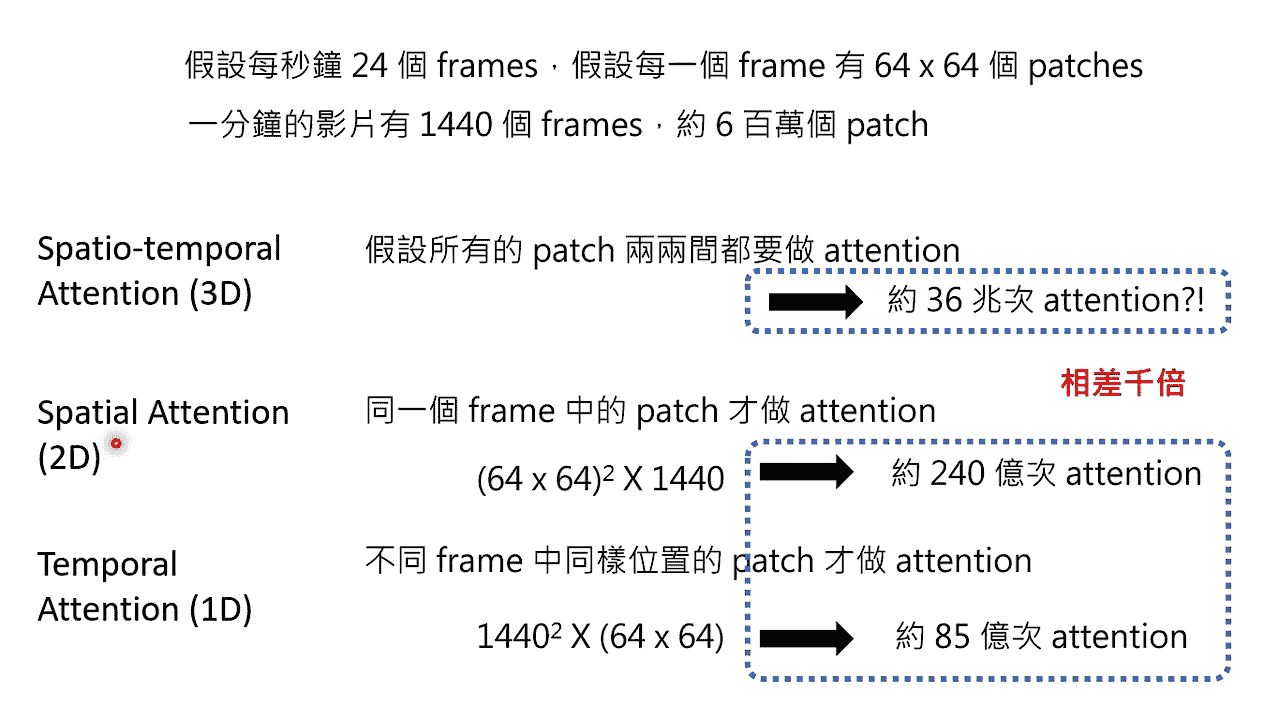 假設每秒鐘 24 個 frames，假設每一個 frame 有 64 x 64 個 patches
一分鐘的影片有 1440 個 frames，約 6 百萬個 patch
Spatio-temporal
Attention (3D)
假設所有的 patch 兩兩間都要做 attention
約 36 兆次 attention?!
相差千倍
Spatial Attention
(2D)
同一個 frame 中的 patch 才做 attention
(64 x 64)² X 1440
約 240 億次 attention
Temporal
Attention (1D)
不同 frame 中同樣位置的 patch 才做 attention
1440² X (64 x 64)
約 85 億次 attention